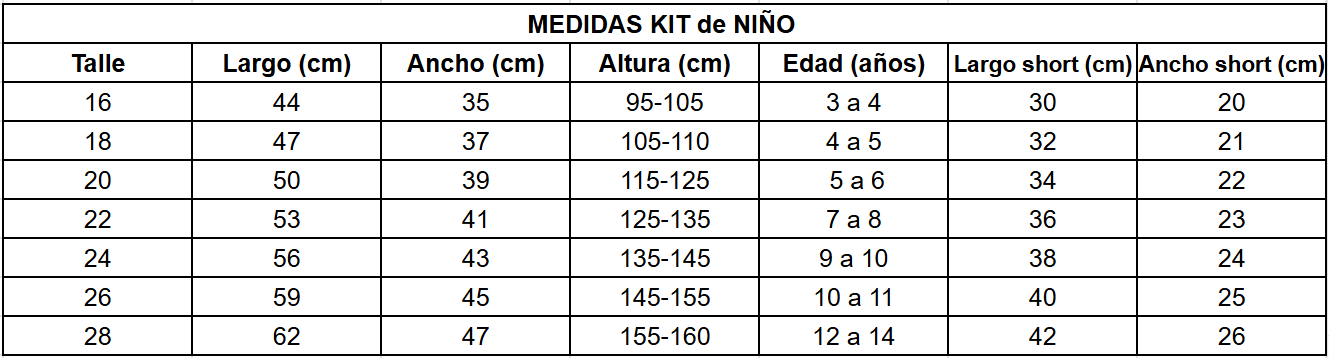 MEDIDAS KIT de NIÑO
Talle Largo (cm) Ancho (cm) Altura (cm) Edad (años) Largo short (cm) Ancho short (cm)
16 44 35 95-105 3 a 4 30 20
18 47 37 105-110 4 a 5 32 21
20 50 39 115-125 5 a 6 34 22
22 53 41 125-135 7 a 8 36 23
24 56 43 135-145 9 a 10 38 24
26 59 45 145-155 10 a 11 40 25
28 62 47 155-160 12 a 14 42 26